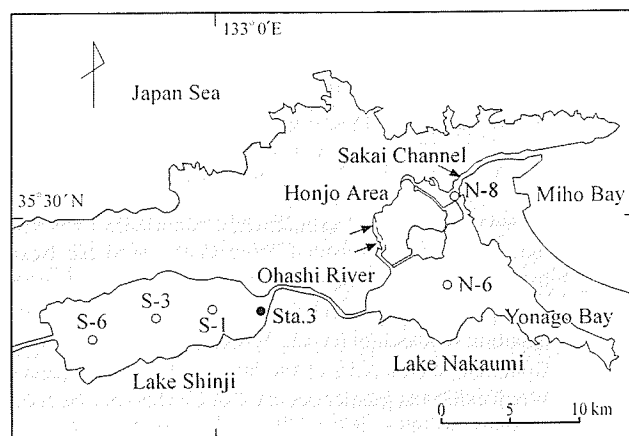 133°0′E
Japan Sea
Sakai Channel
Honjo Area
N-8
Miho Bay
35°30′N
Ohashi River
N-6
S-3
S-1
S-6
Sta.3
Yonago Bay
Lake Shinji
Lake Nakaumi
0 5 10 km